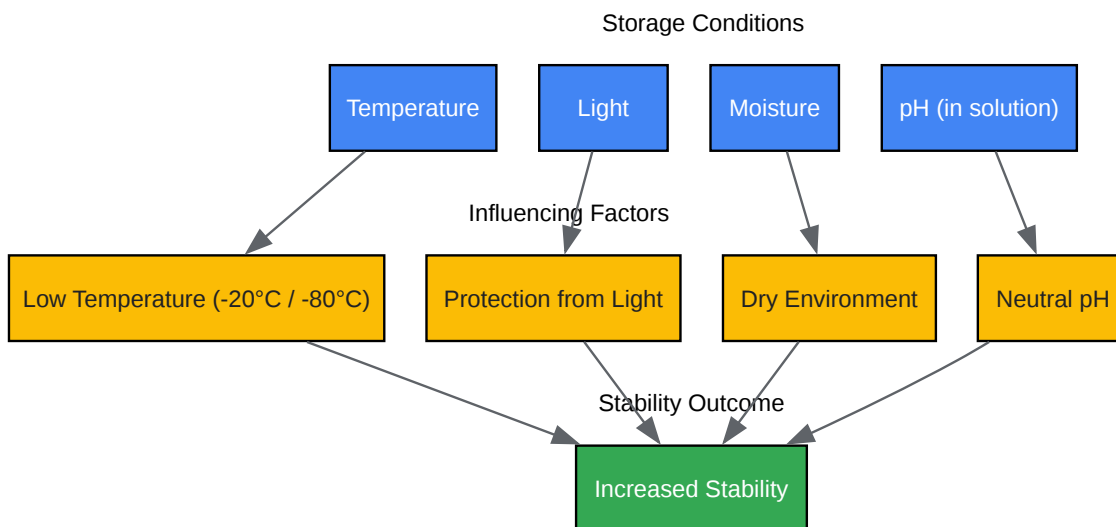 Storage Conditions
Temperature
Light
Moisture
pH (in solution)
Influencing Factors
Low Temperature (-20°C / -80°C)
Protection from Light
Dry Environment
Neutral pH
Stability Outcome
Increased Stability